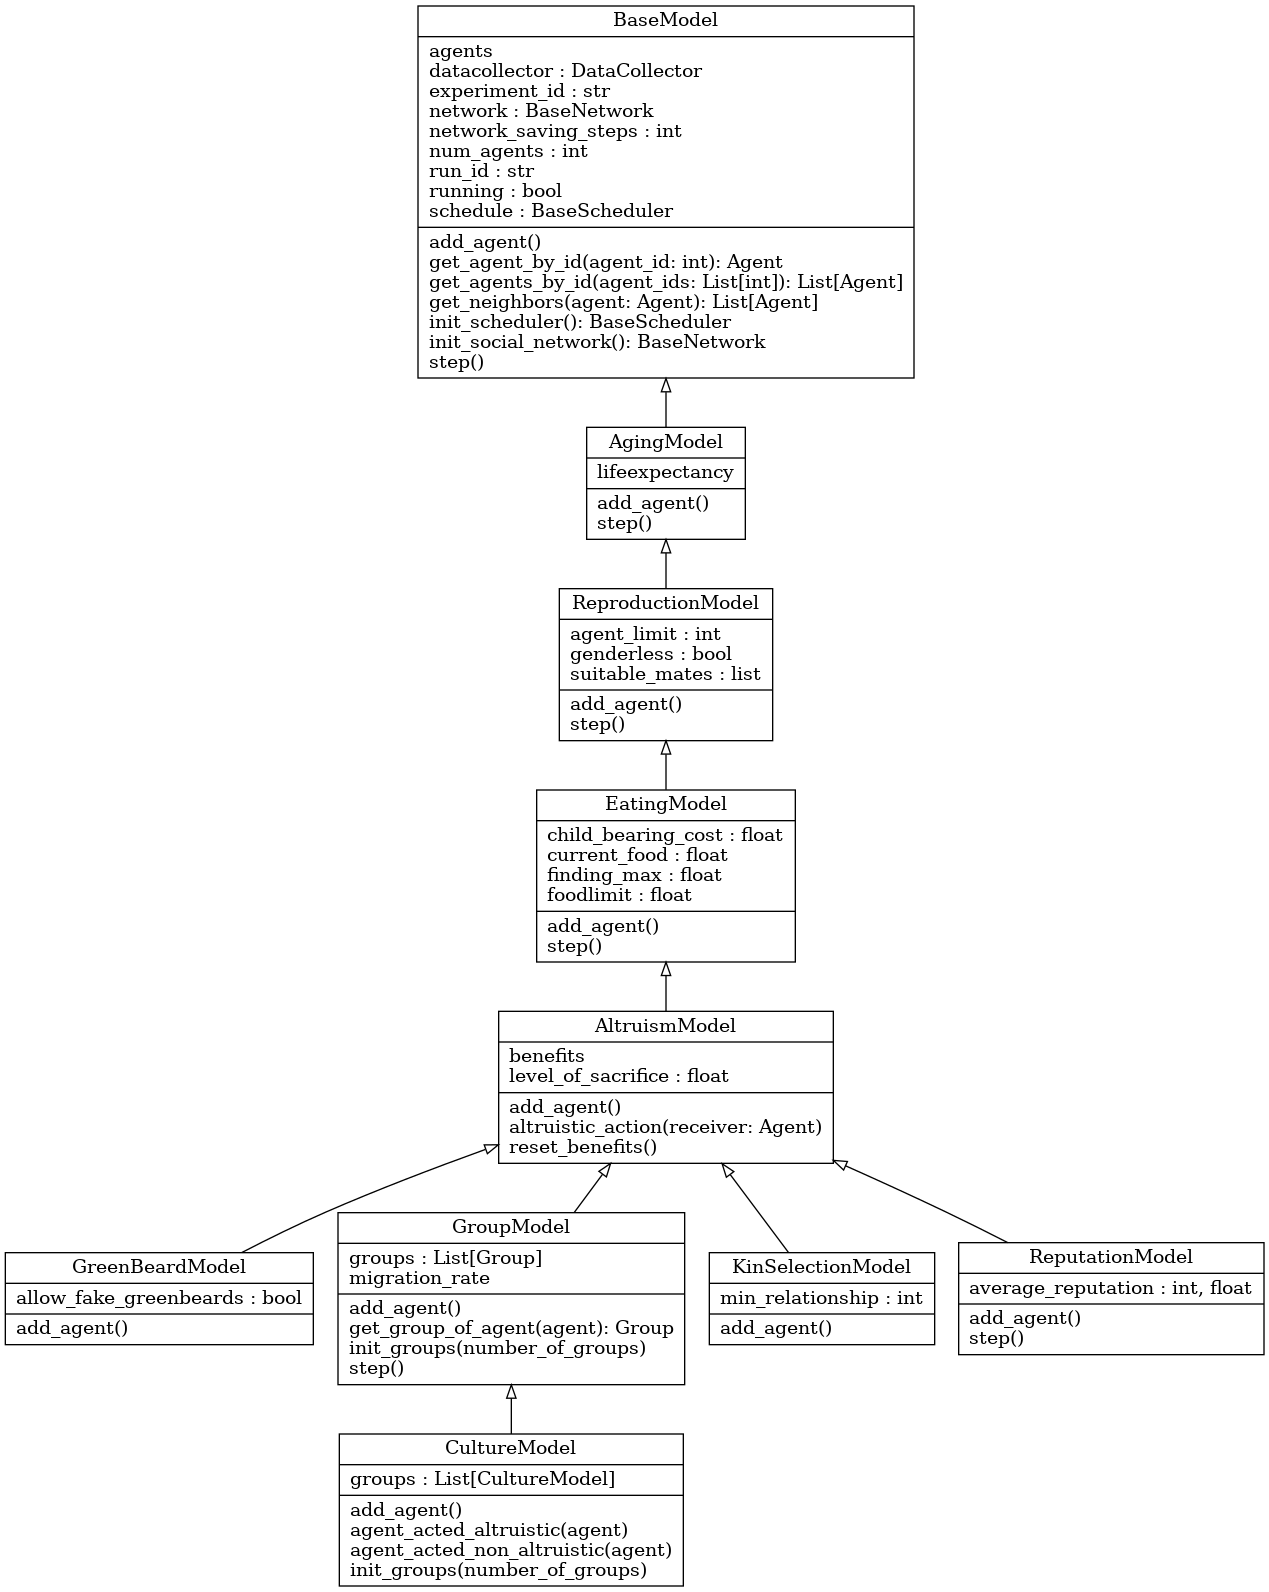 BaseModel
agents
datacollector : DataCollector
experiment_id : str
network : BaseNetwork
network_saving_steps : int
num_agents : int
run_id : str
running : bool
schedule : BaseScheduler
add_agent()
get_agent_by_id(agent_id: int): Agent
get_agents_by_id(agent_ids: List[int]): List[Agent]
get_neighbors(agent: Agent): List[Agent]
init_scheduler(): BaseScheduler
init_social_network(): BaseNetwork
step()
AgingModel
lifeexpectancy
add_agent()
step()
ReproductionModel
agent_limit : int
genderless : bool
suitable_mates : list
add_agent()
step()
EatingModel
child_bearing_cost : float
current_food : float
finding_max : float
foodlimit : float
add_agent()
step()
AltruismModel
benefits
level_of_sacrifice : float
add_agent()
altruistic_action(receiver: Agent)
reset_benefits()
GreenBeardModel
allow_fake_greenbeards : bool
add_agent()
GroupModel
groups : List[Group]
migration_rate
add_agent()
get_group_of_agent(agent): Group
init_groups(number_of_groups)
step()
KinSelectionModel
min_relationship : int
add_agent()
ReputationModel
average_reputation : int, float
add_agent()
step()
CultureModel
groups : List[CultureModel]
add_agent()
agent_acted_altruistic(agent)
agent_acted_non_altruistic(agent)
init_groups(number_of_groups)